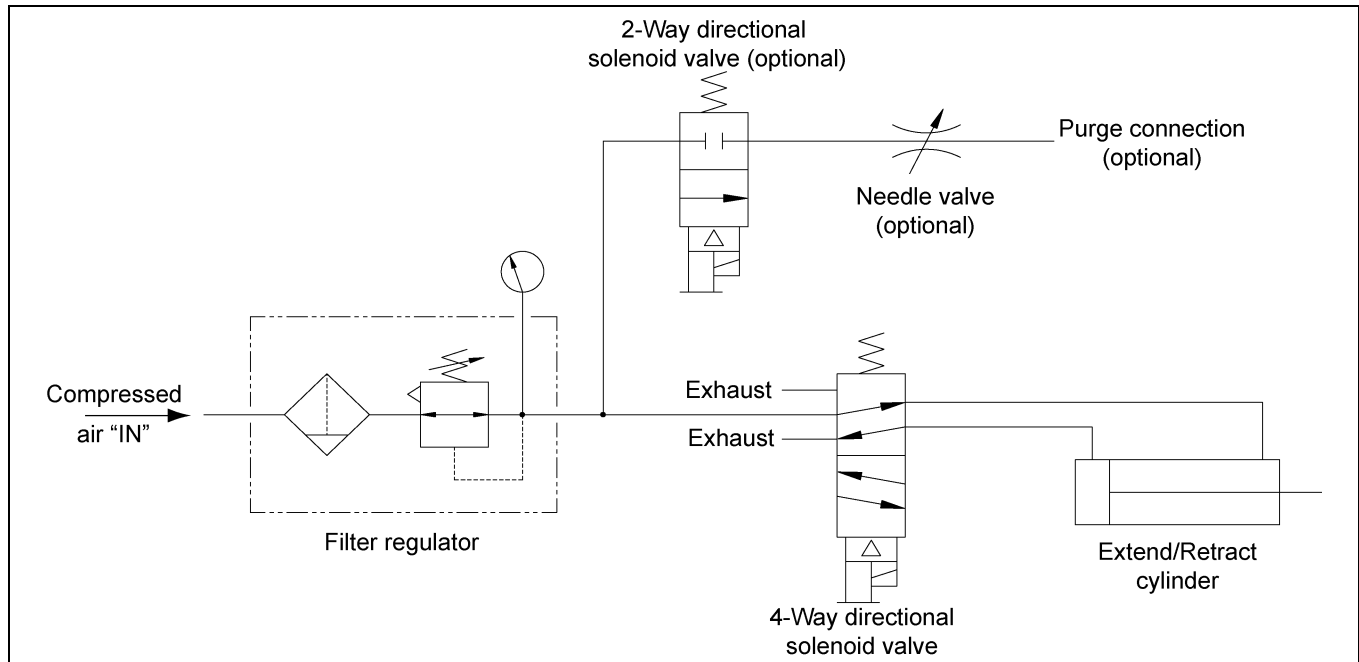 2-Way directional
solenoid valve (optional)
Purge connection
(optional)
Needle valve
(optional)
Compressed
air “IN”
Filter regulator
Exhaust
Exhaust
4-Way directional
solenoid valve
Extend/Retract
cylinder